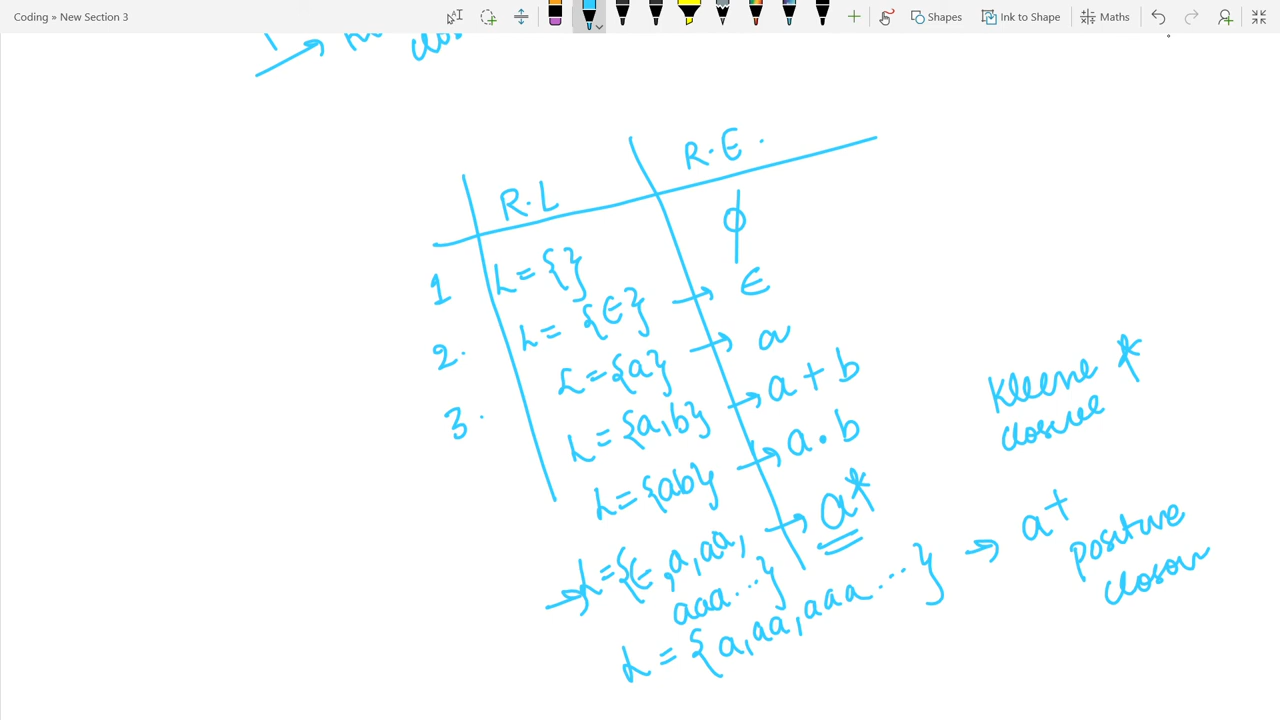 Coding » New Section 3
Shapes
Ink to Shape
Maths
R.L
R.E.
1 L = {}
ϕ
2. L = {ϵ} → ϵ
3. L = {a} → a
L = {a,b} → a + b
L = {ab} → a . b
→ L = {ϵ, a, aa, → a*
aaa...}
Kleene *
closure
L = {a, aa, aaa ...} → a+
positive